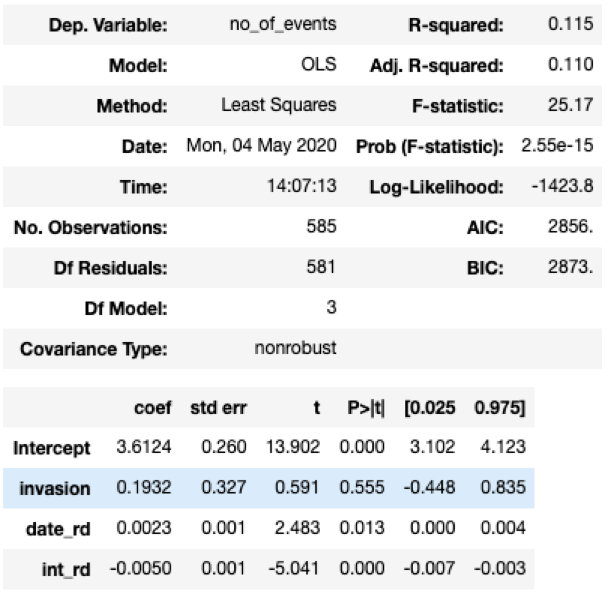 Dep. Variable: no_of_events R-squared: 0.115
Model: OLS Adj. R-squared: 0.110
Method: Least Squares F-statistic: 25.17
Date: Mon, 04 May 2020 Prob (F-statistic): 2.55e-15
Time: 14:07:13 Log-Likelihood: -1423.8
No. Observations: 585 AIC: 2856.
Df Residuals: 581 BIC: 2873.
Df Model: 3
Covariance Type: nonrobust
coef std err t P>|t| [0.025 0.975]
Intercept 3.6124 0.260 13.902 0.000 3.102 4.123
invasion 0.1932 0.327 0.591 0.555 -0.448 0.835
date_rd 0.0023 0.001 2.483 0.013 0.000 0.004
int_rd -0.0050 0.001 -5.041 0.000 -0.007 -0.003